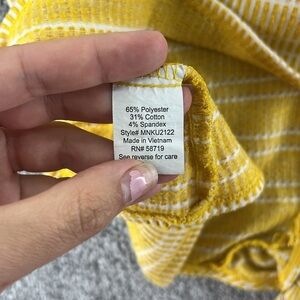 65% Polyester
31% Cotton
4% Spandex
Style# MNKU2122
Made in Vietnam
RN# 58719
See reverse for care